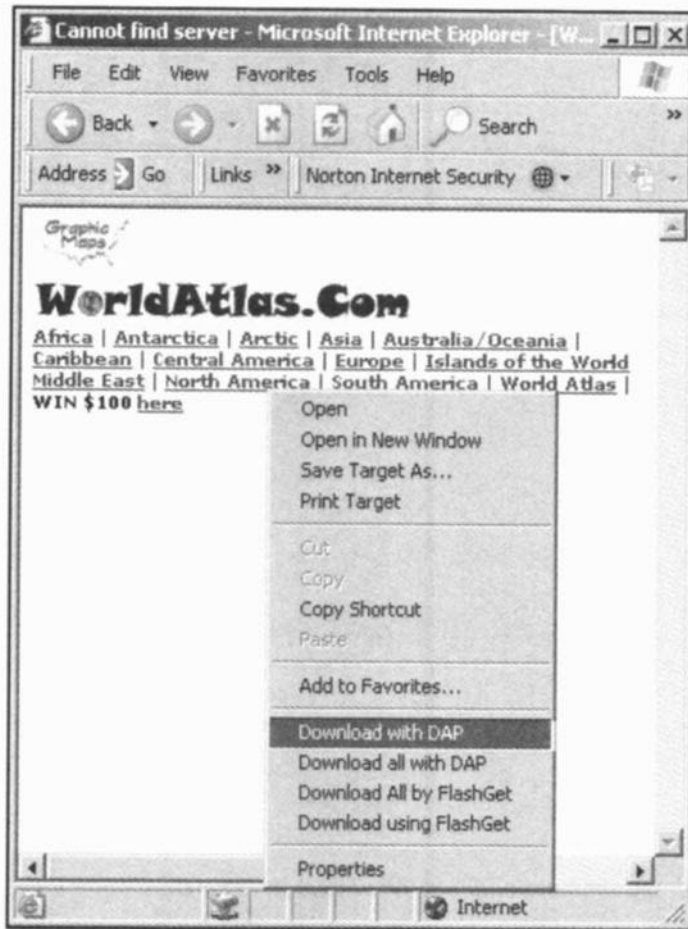 Cannot find server - Microsoft Internet Explorer - [W...
File Edit View Favorites Tools Help
Back Search »
Address Go Links » Norton Internet Security
Graphic
Maps
WorldAtlas.Com
Africa | Antarctica | Arctic | Asia | Australia/Oceania |
Caribbean | Central America | Europe | Islands of the World
Middle East | North America | South America | World Atlas |
WIN $100 here
Open
Open in New Window
Save Target As...
Print Target
Cut
Copy
Copy Shortcut
Paste
Add to Favorites...
Download with DAP
Download all with DAP
Download All by FlashGet
Download using FlashGet
Properties
Internet